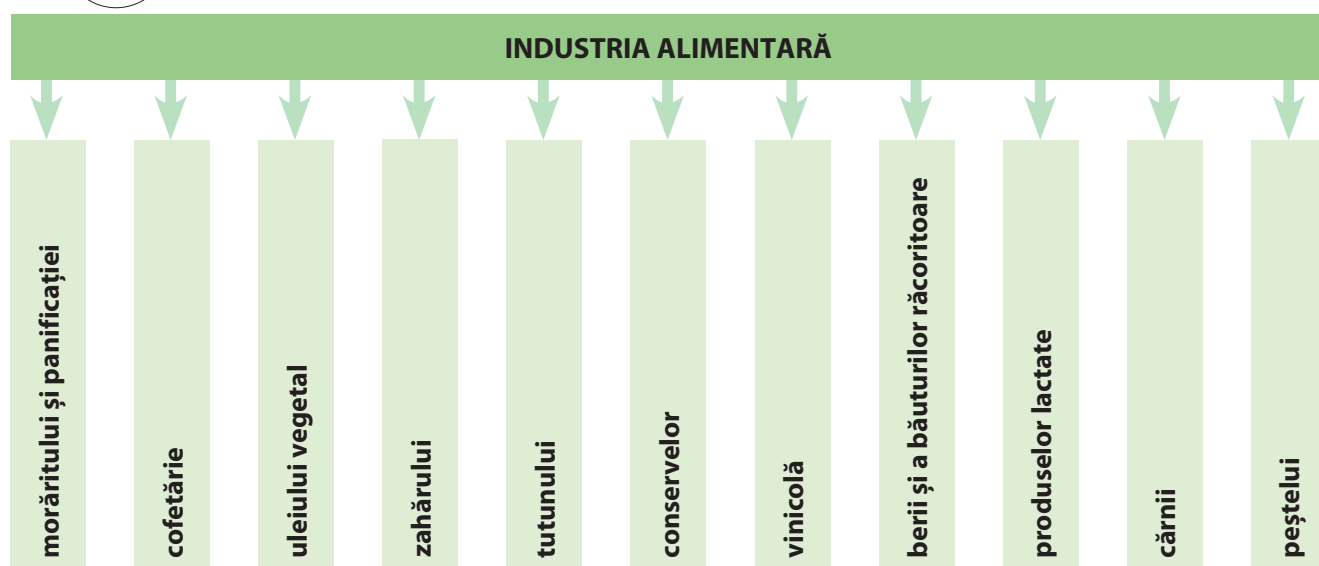 INDUSTRIA ALIMENTARĂ
morăritului și panificației
cofetărie
uleiului vegetal
zahărului
tutunului
conservelor
vinicolă
berii și a băuturilor răcoritoare
produselor lactate
cărnii
peștelui